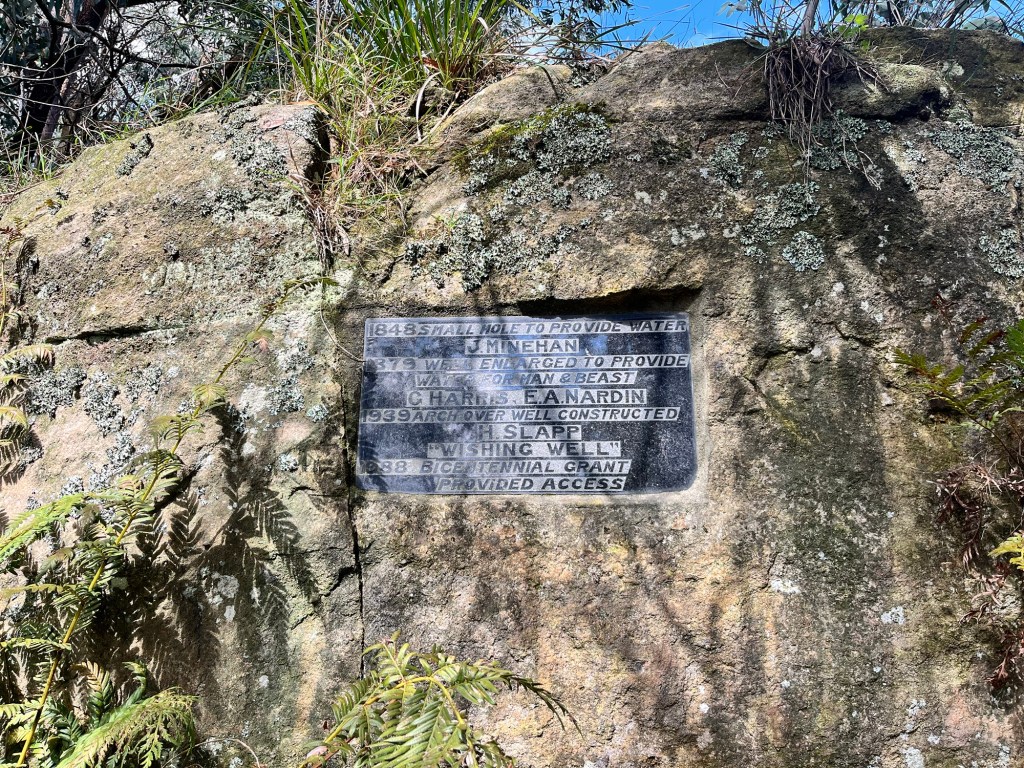 1848 SMALL HOLE TO PROVIDE WATER
J. MINEHAN
1879 WELL ENLARGED TO PROVIDE
WATER FOR MAN & BEAST
C HARRIS. E.A. NARDIN
1939 ARCH OVER WELL CONSTRUCTED
H. SLAPP
"WISHING WELL"
1988 BICENTENNIAL GRANT
PROVIDED ACCESS